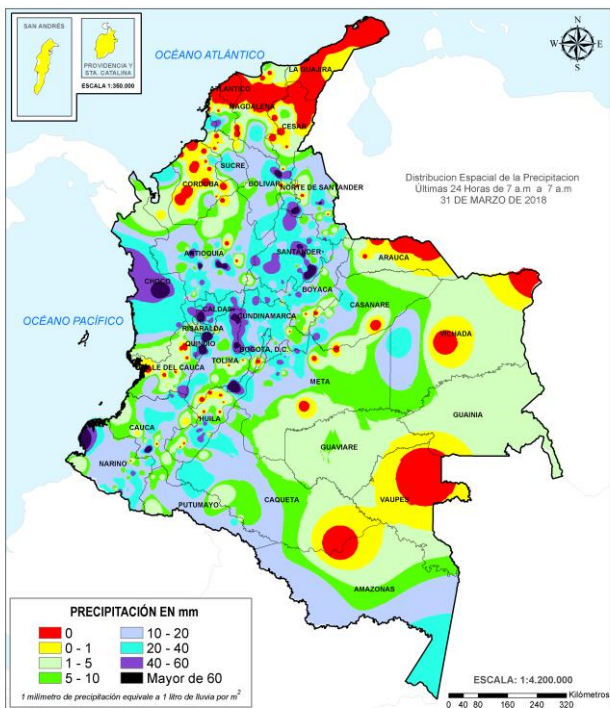 SAN ANDRÉS
PROVIDENCIA Y
STA. CATALINA
ESCALA 1:350.000
OCÉANO ATLÁNTICO
N
W
E
S
LA GUAJIRA
ATLANTICO
MAGDALENA
CESAR
Distribucion Espacial de la Precipitacion
Últimas 24 Horas de 7 a.m a 7 a.m
31 DE MARZO DE 2018
SUCRE
CORDOBA
BOLIVAR
NORTE DE SANTANDER
ANTIOQUIA
SANTANDER
ARAUCA
CHOCO
BOYACA
CASANARE
OCÉANO PACÍFICO
CALDAS
CUNDINAMARCA
RISARALDA
VICHADA
QUINDIO
BOGOTA, D.C.
TOLIMA
VALLE DEL CAUCA
META
GUAINIA
HUILA
CAUCA
GUAVIARE
NARINO
VAUPES
PUTUMAYO
CAQUETA
AMAZONAS
PRECIPITACIÓN EN mm
0
10 - 20
0 - 1
20 - 40
1 - 5
40 - 60
5 - 10
Mayor de 60
1 milímetro de precipitación equivale a 1 litro de lluvia por m²
ESCALA: 1:4.200.000
Kilómetros
0 40 80 160 240 320